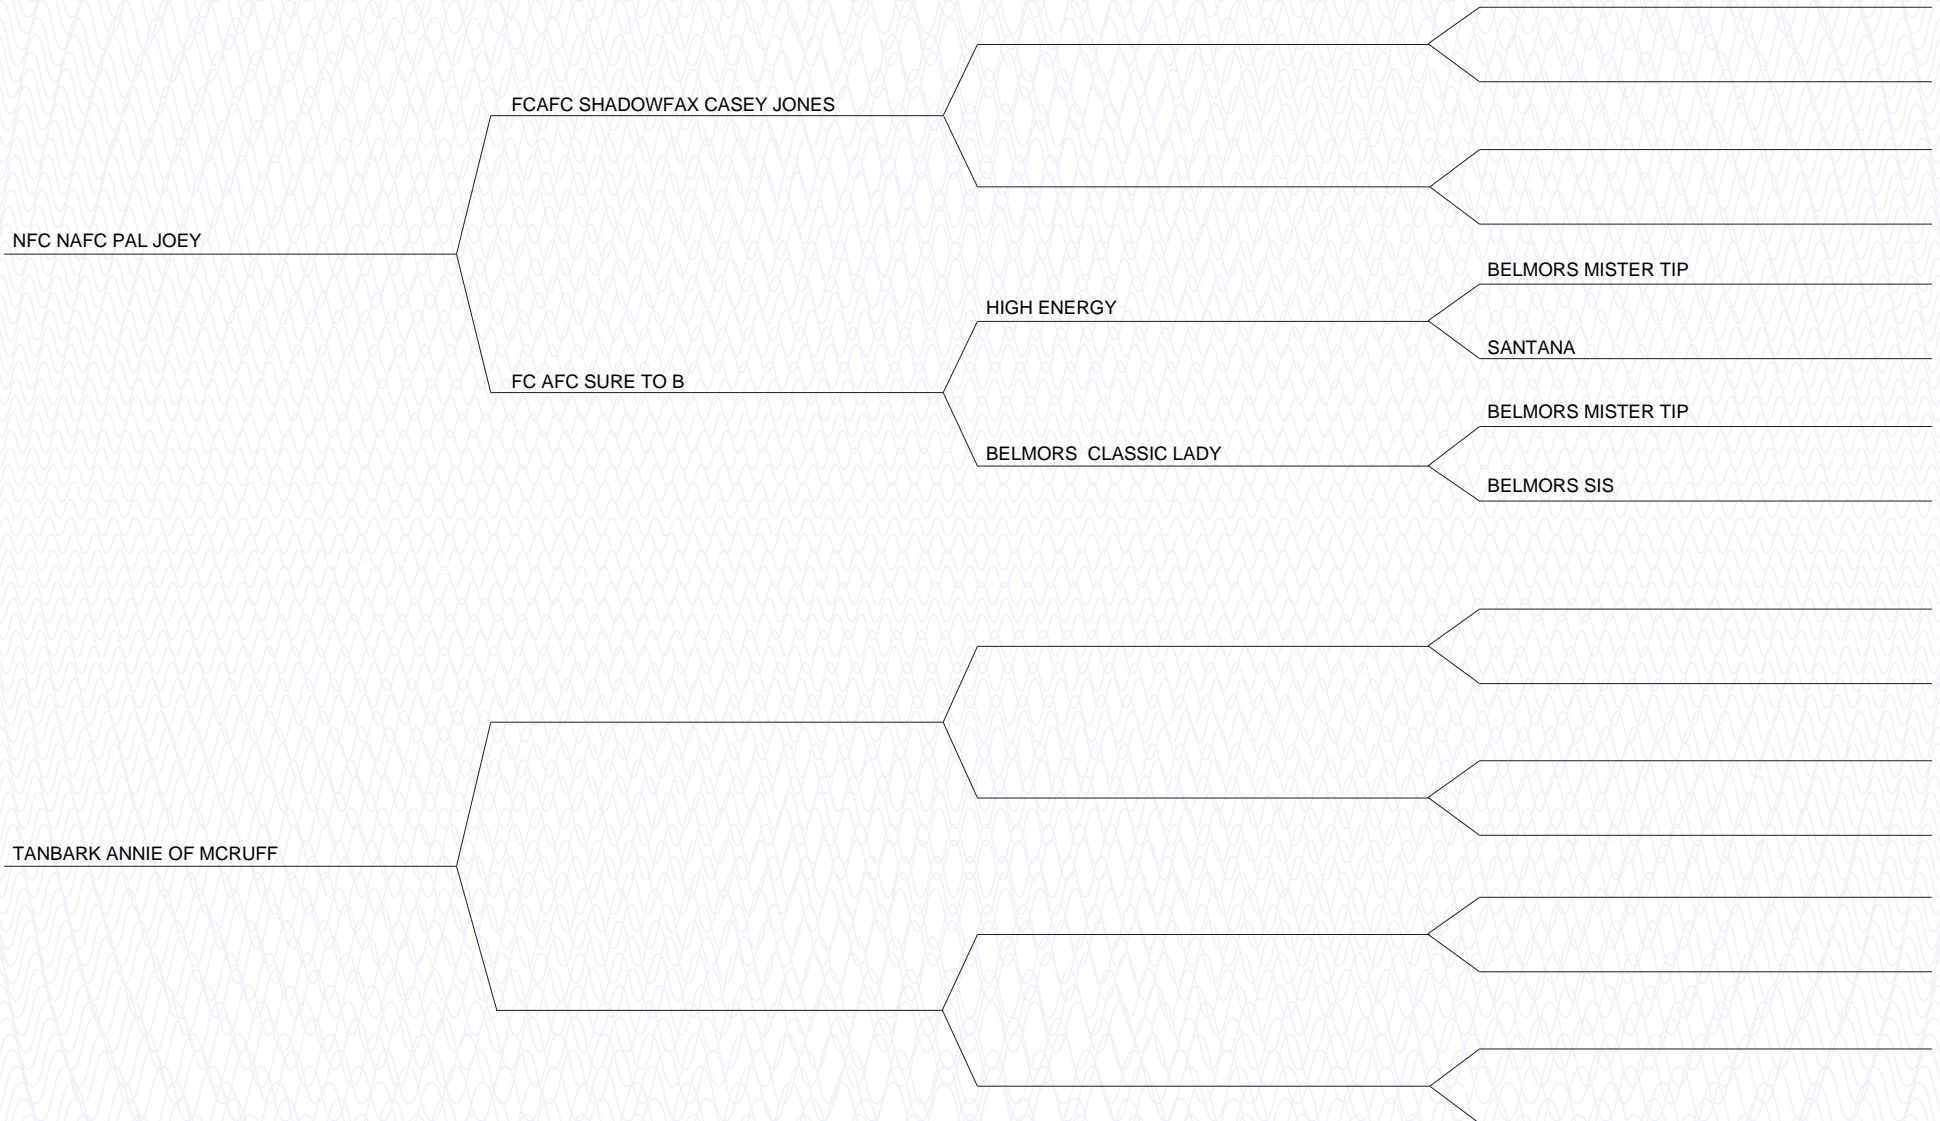 FCAFC SHADOWFAX CASEY JONES
NFC NAFC PAL JOEY
BELMORS MISTER TIP
HIGH ENERGY
SANTANA
FC AFC SURE TO B
BELMORS MISTER TIP
BELMORS  CLASSIC LADY
BELMORS SIS
TANBARK ANNIE OF MCRUFF